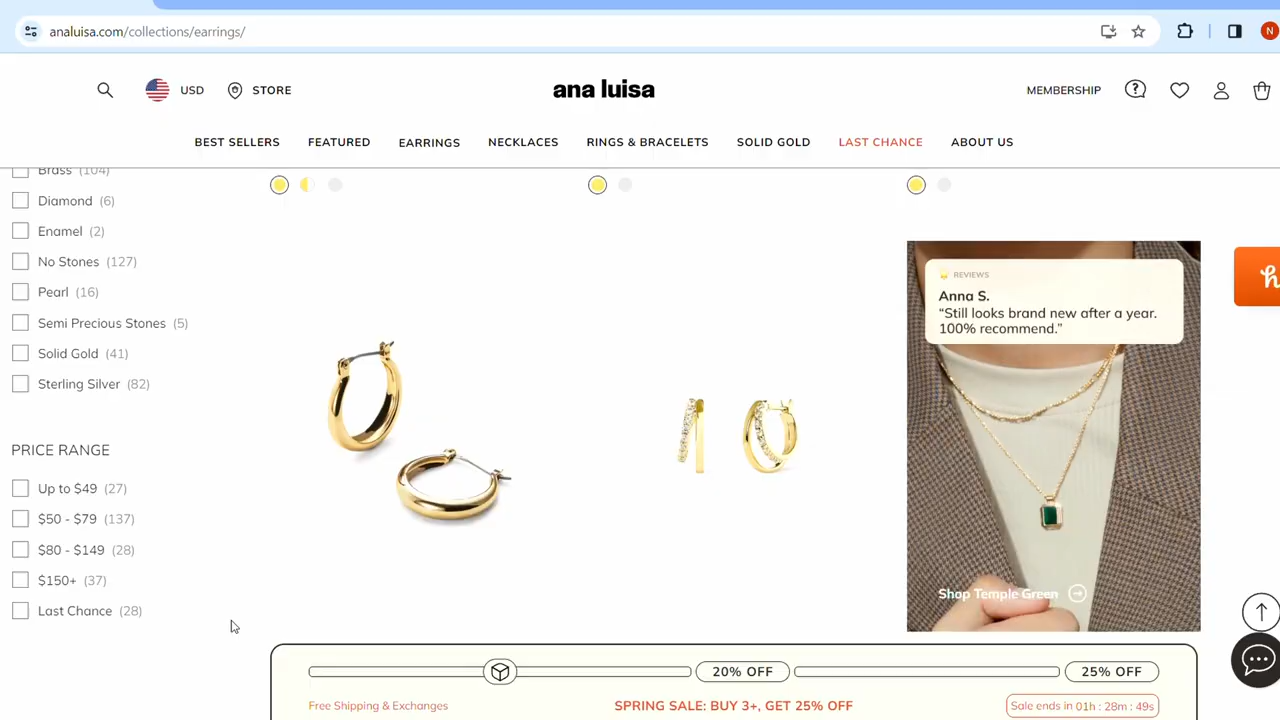 analuisa.com/collections/earrings/
N
USD
STORE
ana luisa
MEMBERSHIP
BEST SELLERS
FEATURED
EARRINGS
NECKLACES
RINGS & BRACELETS
SOLID GOLD
LAST CHANCE
ABOUT US
Brass (104)
Diamond (6)
Enamel (2)
No Stones (127)
Pearl (16)
Semi Precious Stones (5)
Solid Gold (41)
Sterling Silver (82)
PRICE RANGE
Up to $49 (27)
$50 - $79 (137)
$80 - $149 (28)
$150+ (37)
Last Chance (28)
REVIEWS
Anna S.
“Still looks brand new after a year.
100% recommend.”
Shop Temple Green
h
20% OFF
25% OFF
Free Shipping & Exchanges
SPRING SALE: BUY 3+, GET 25% OFF
Sale ends in 01h : 28m : 49s